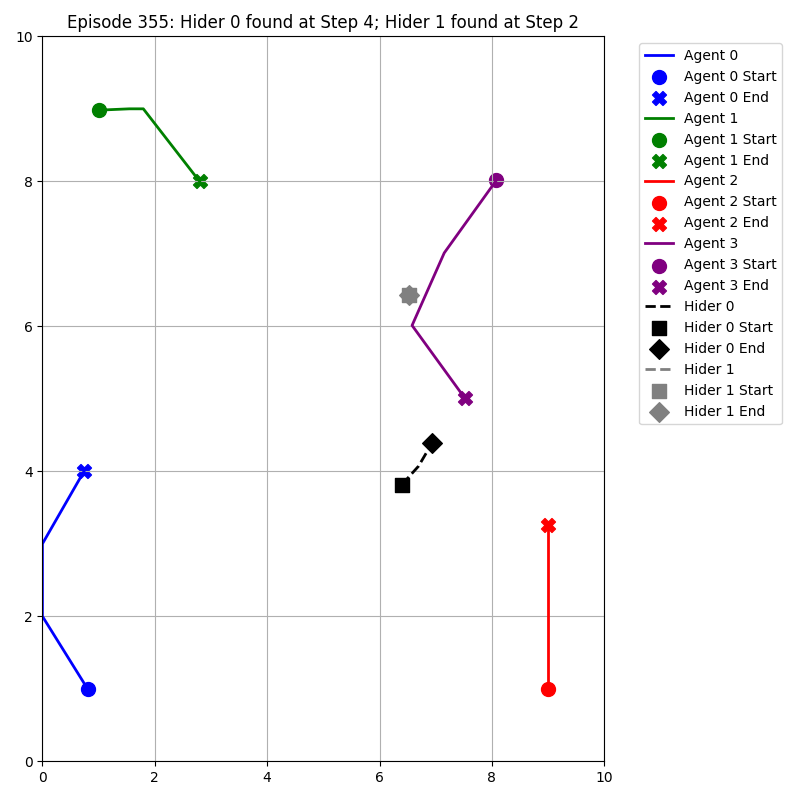 Episode 355: Hider 0 found at Step 4; Hider 1 found at Step 2
10
8
6
4
2
0
0 2 4 6 8 10
Agent 0
Agent 0 Start
Agent 0 End
Agent 1
Agent 1 Start
Agent 1 End
Agent 2
Agent 2 Start
Agent 2 End
Agent 3
Agent 3 Start
Agent 3 End
Hider 0
Hider 0 Start
Hider 0 End
Hider 1
Hider 1 Start
Hider 1 End